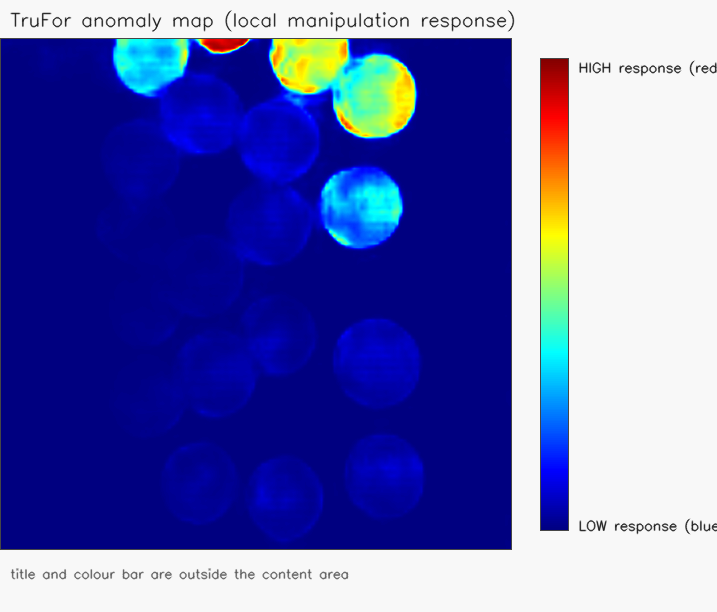 TruFor anomaly map (local manipulation response)
HIGH response (red
LOW response (blue
title and colour bar are outside the content area